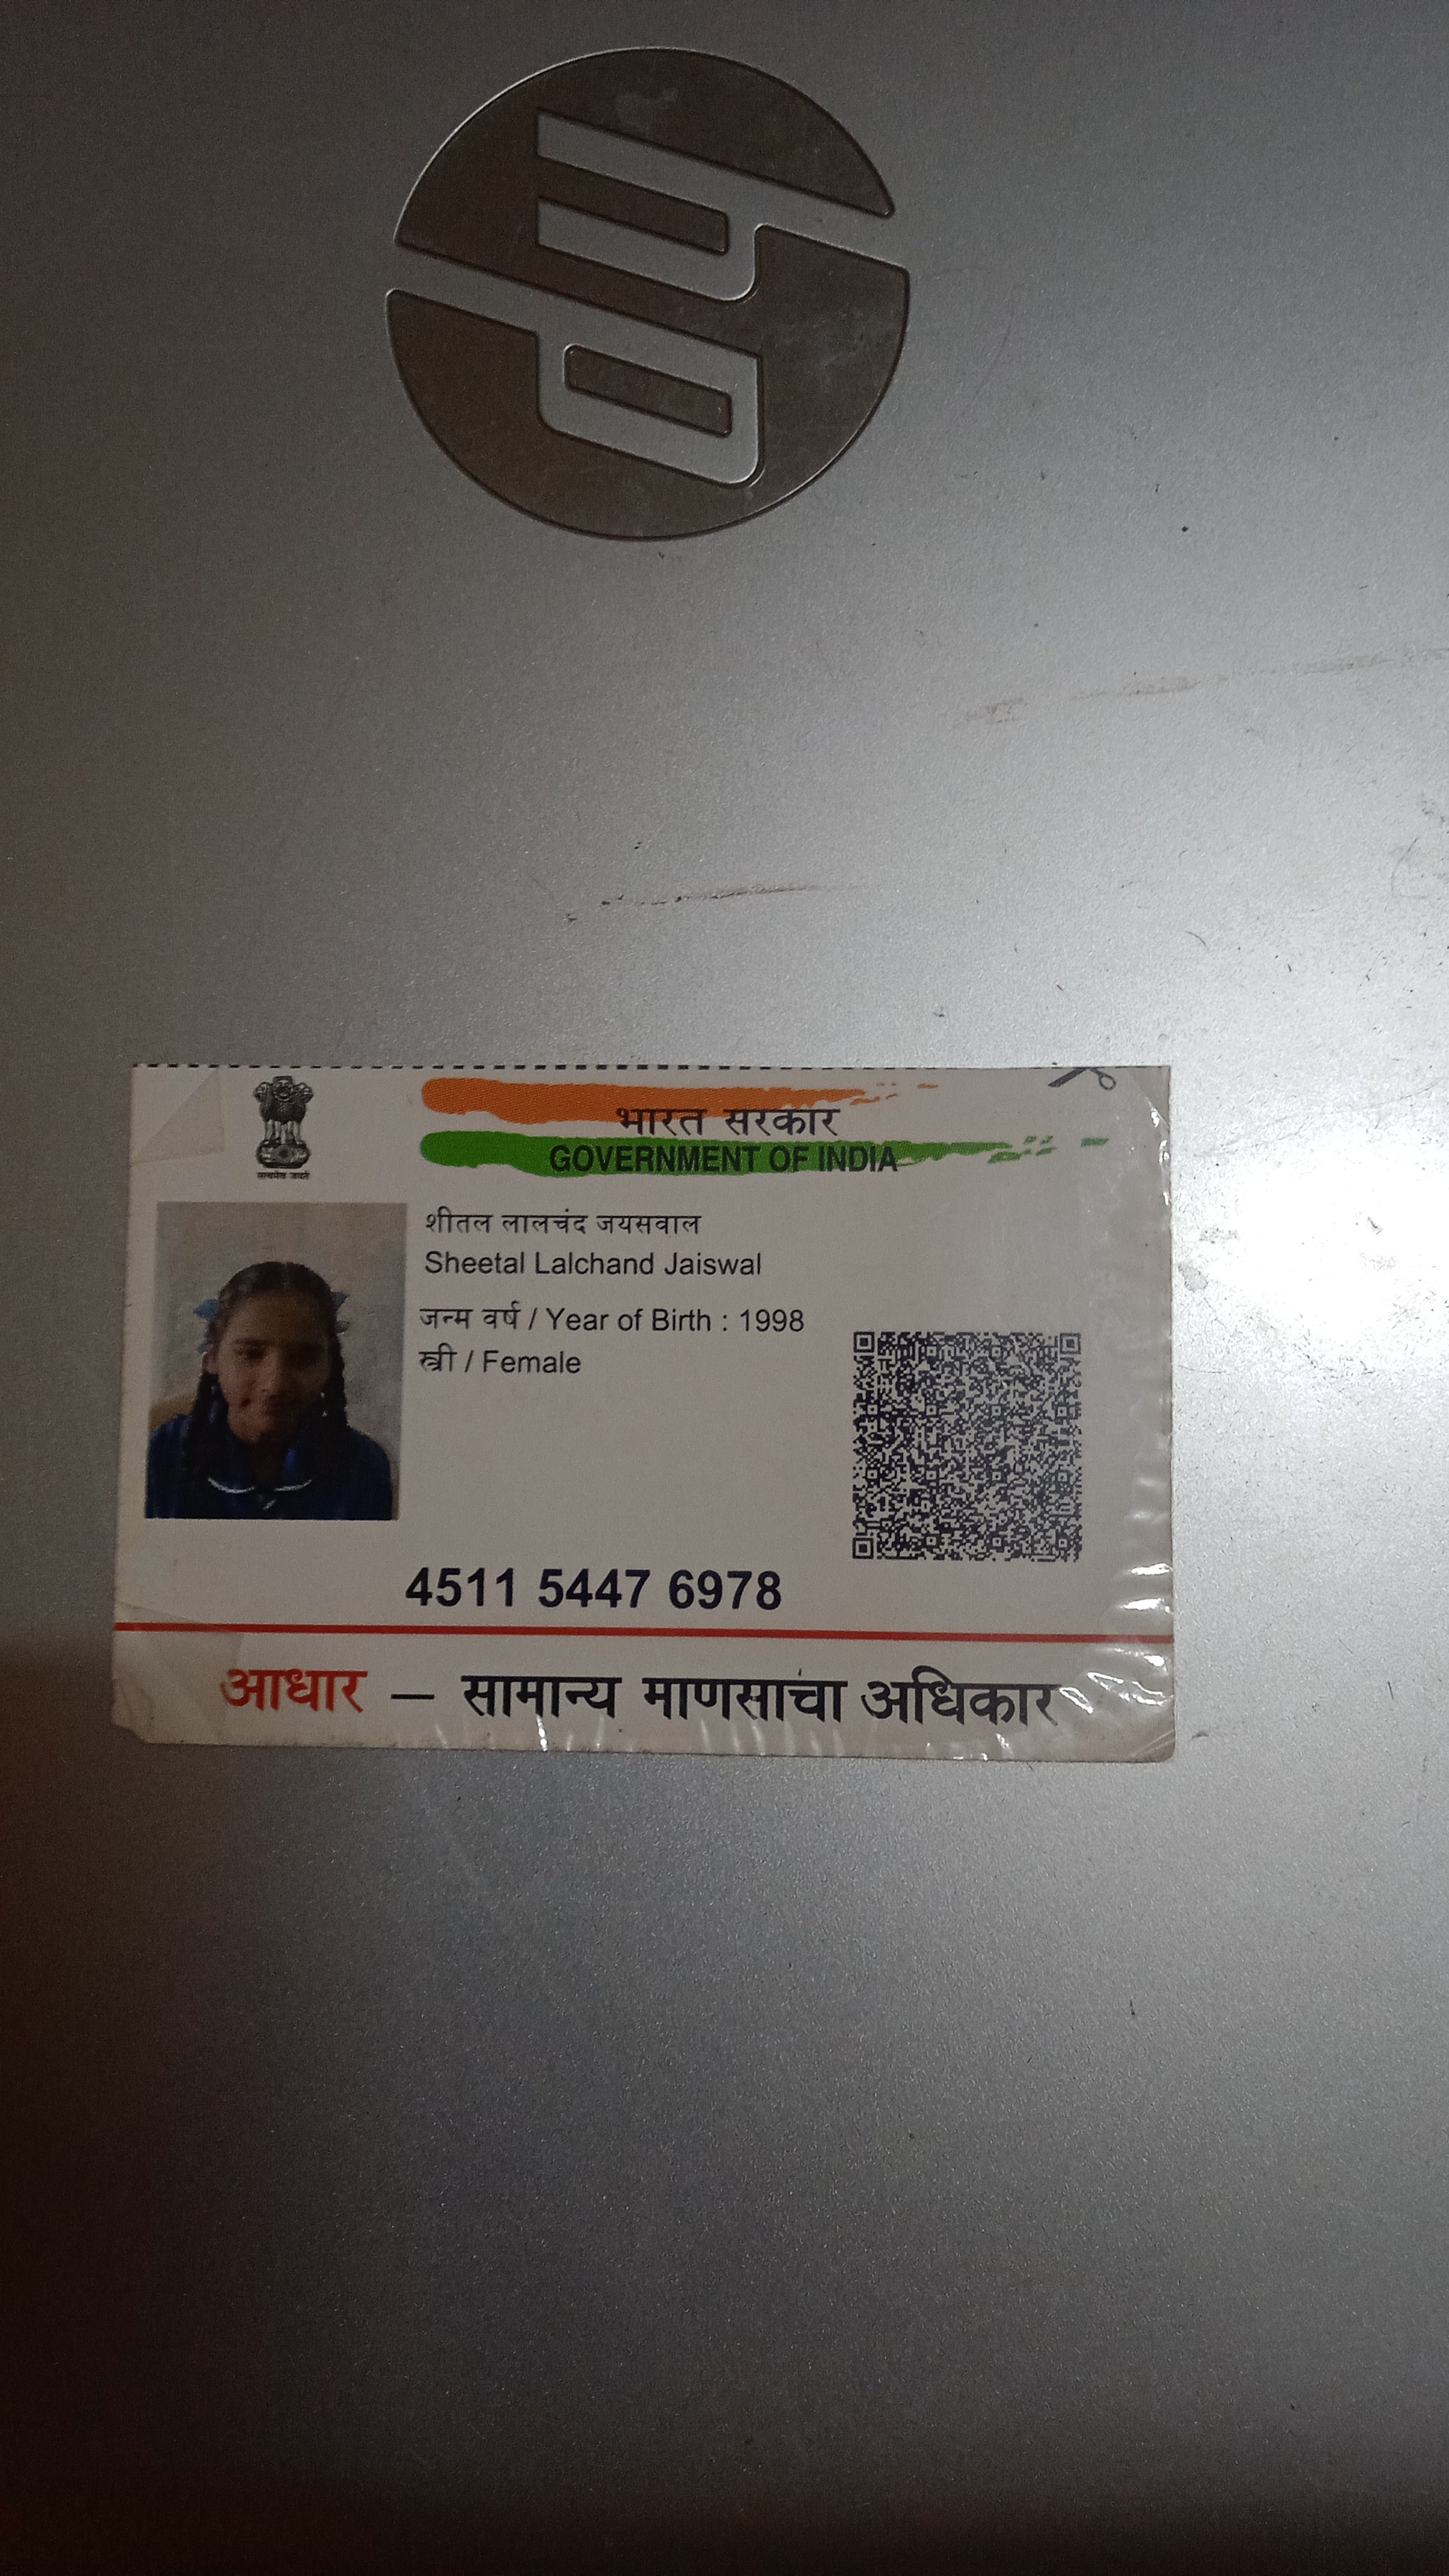 भारत सरकार
GOVERNMENT OF INDIA
शीतल लालचंद जयसवाल
Sheetal Lalchand Jaiswal
जन्म वर्ष / Year of Birth : 1998
स्त्री / Female
4511 5447 6978
आधार — सामान्य माणसाचा अधिकार